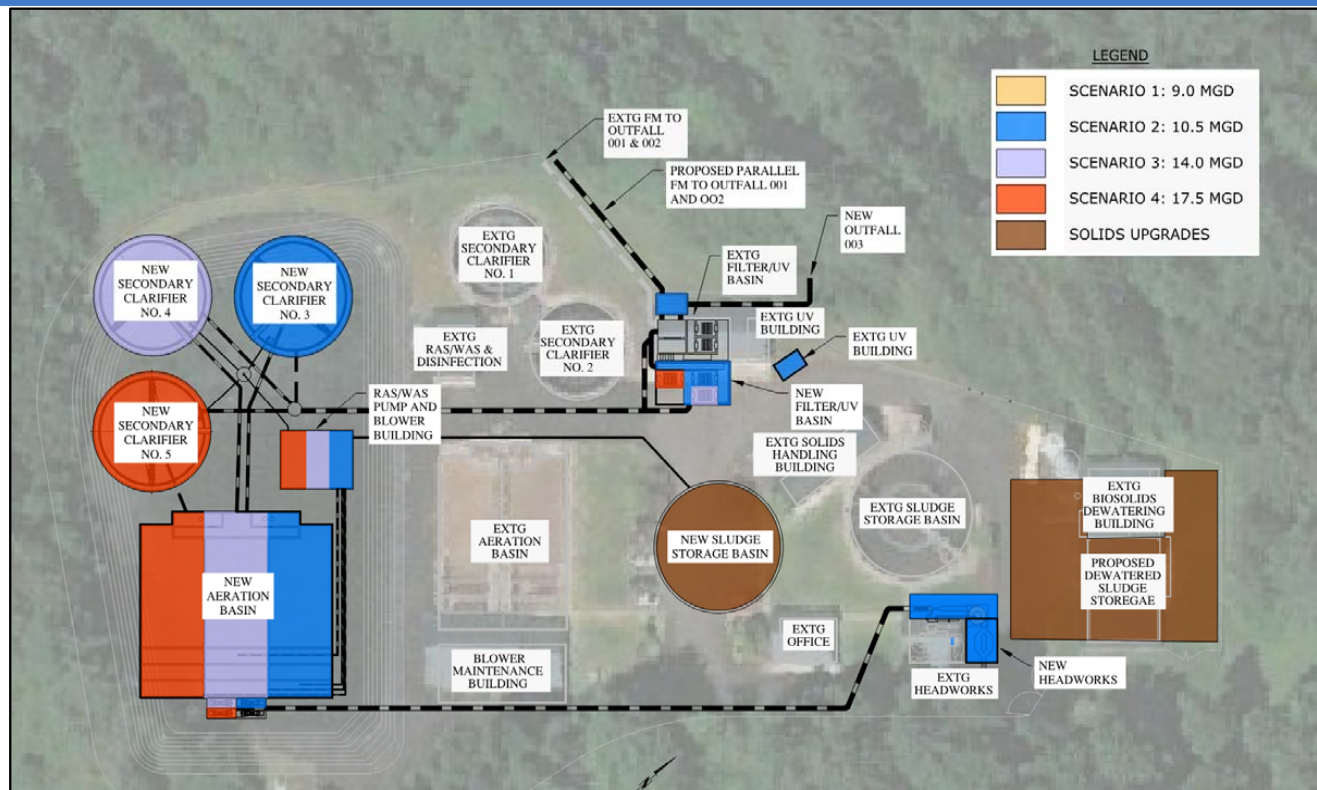 LEGEND
SCENARIO 1: 9.0 MGD
SCENARIO 2: 10.5 MGD
SCENARIO 3: 14.0 MGD
SCENARIO 4: 17.5 MGD
SOLIDS UPGRADES
EXTG FM TO
OUTFALL
001 & 002
PROPOSED PARALLEL
FM TO OUTFALL 001
AND OO2
NEW
OUTFALL
003
EXTG
SECONDARY
CLARIFIER
NO. 1
EXTG
FILTER/UV
BASIN
NEW
SECONDARY
CLARIFIER
NO. 4
NEW
SECONDARY
CLARIFIER
NO. 3
EXTG
RAS/WAS &
DISINFECTION
EXTG
SECONDARY
CLARIFIER
NO. 2
EXTG UV
BUILDING
EXTG UV
BUILDING
NEW
SECONDARY
CLARIFIER
NO. 5
RAS/WAS
PUMP AND
BLOWER
BUILDING
NEW
FILTER/UV
BASIN
EXTG SOLIDS
HANDLING
BUILDING
EXTG
BIOSOLIDS
DEWATERING
BUILDING
EXTG SLUDGE
STORAGE BASIN
EXTG
AERATION
BASIN
NEW SLUDGE
STORAGE BASIN
NEW
AERATION
BASIN
PROPOSED
DEWATERED
SLUDGE
STOREGAE
EXTG
OFFICE
BLOWER
MAINTENANCE
BUILDING
EXTG
HEADWORKS
NEW
HEADWORKS